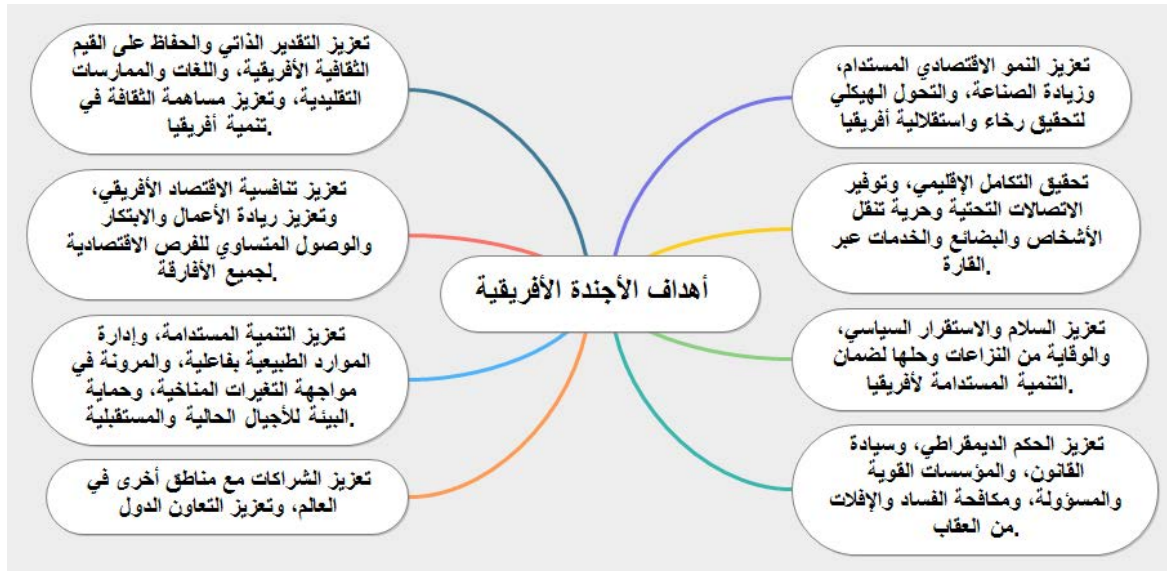 أهداف الأجندة الأفريقية
تعزيز النمو الاقتصادي المستدام،
وزيادة الصناعة، والتحول الهيكلي
لتحقيق رخاء واستقلالية أفريقيا
تحقيق التكامل الإقليمي، وتوفير
الاتصالات التحتية وحرية تنقل
الأشخاص والبضائع والخدمات عبر
القارة.
تعزيز السلام والاستقرار السياسي،
والوقاية من النزاعات وحلها لضمان
التنمية المستدامة لأفريقيا.
تعزيز الحكم الديمقراطي، وسيادة
القانون، والمؤسسات القوية
والمسؤولة، ومكافحة الفساد والإفلات
من العقاب.
تعزيز التقدير الذاتي والحفاظ على القيم
الثقافية الأفريقية، واللغات والممارسات
التقليدية، وتعزيز مساهمة الثقافة في
تنمية أفريقيا.
تعزيز تنافسية الاقتصاد الأفريقي،
وتعزيز ريادة الأعمال والابتكار
والوصول المتساوي للفرص الاقتصادية
لجميع الأفارقة.
تعزيز التنمية المستدامة، وإدارة
الموارد الطبيعية بفاعلية، والمرونة في
مواجهة التغيرات المناخية، وحماية
البيئة للأجيال الحالية والمستقبلية.
تعزيز الشراكات مع مناطق أخرى في
العالم، وتعزيز التعاون الدول